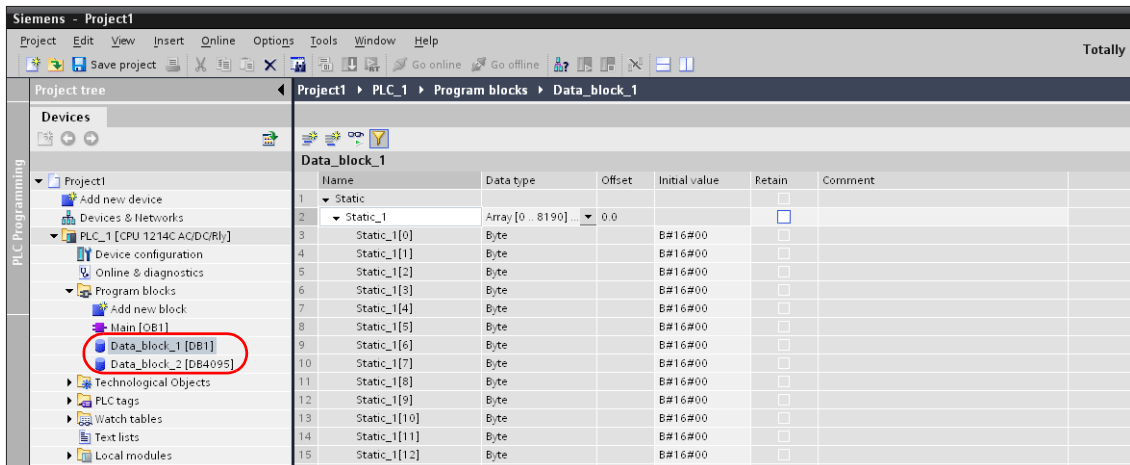 Siemens - Project1
Project Edit View Insert Online Options Tools Window Help
Totally
Save project Go online Go offline
Project tree
Project1 PLC_1 Program blocks Data_block_1
Devices
PLC Programming
Data_block_1
Name Data type Offset Initial value Retain Comment
Project1
Add new device
Devices & Networks
PLC_1 [CPU 1214C AC/DC/Rly]
Device configuration
Online & diagnostics
Program blocks
Add new block
Main [OB1]
Data_block_1 [DB1]
Data_block_2 [DB4095]
Technological Objects
PLC tags
Watch tables
Text lists
Local modules
1 Static
2 Static_1 Array [0 .. 8190] ... 0.0
3 Static_1[0] Byte B#16#00
4 Static_1[1] Byte B#16#00
5 Static_1[2] Byte B#16#00
6 Static_1[3] Byte B#16#00
7 Static_1[4] Byte B#16#00
8 Static_1[5] Byte B#16#00
9 Static_1[6] Byte B#16#00
10 Static_1[7] Byte B#16#00
11 Static_1[8] Byte B#16#00
12 Static_1[9] Byte B#16#00
13 Static_1[10] Byte B#16#00
14 Static_1[11] Byte B#16#00
15 Static_1[12] Byte B#16#00